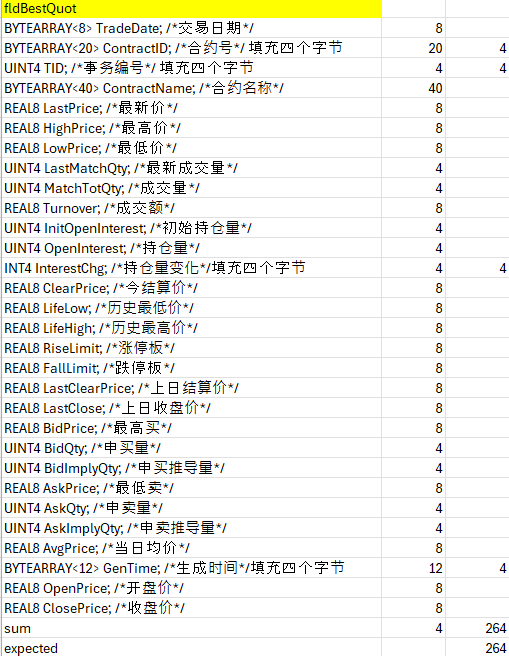 fldBestQuot
BYTEARRAY<8> TradeDate; /*交易日期*/ 8
BYTEARRAY<20> ContractID; /*合约号*/ 填充四个字节 20 4
UINT4 TID; /*事务编号*/ 填充四个字节 4 4
BYTEARRAY<40> ContractName; /*合约名称*/ 40
REAL8 LastPrice; /*最新价*/ 8
REAL8 HighPrice; /*最高价*/ 8
REAL8 LowPrice; /*最低价*/ 8
UINT4 LastMatchQty; /*最新成交量*/ 4
UINT4 MatchTotQty; /*成交量*/ 4
REAL8 Turnover; /*成交额*/ 8
UINT4 InitOpenInterest; /*初始持仓量*/ 4
UINT4 OpenInterest; /*持仓量*/ 4
INT4 InterestChg; /*持仓量变化*/填充四个字节 4 4
REAL8 ClearPrice; /*今结算价*/ 8
REAL8 LifeLow; /*历史最低价*/ 8
REAL8 LifeHigh; /*历史最高价*/ 8
REAL8 RiseLimit; /*涨停板*/ 8
REAL8 FallLimit; /*跌停板*/ 8
REAL8 LastClearPrice; /*上日结算价*/ 8
REAL8 LastClose; /*上日收盘价*/ 8
REAL8 BidPrice; /*最高买*/ 8
UINT4 BidQty; /*申买量*/ 4
UINT4 BidImplyQty; /*申买推导量*/ 4
REAL8 AskPrice; /*最低卖*/ 8
UINT4 AskQty; /*申卖量*/ 4
UINT4 AskImplyQty; /*申卖推导量*/ 4
REAL8 AvgPrice; /*当日均价*/ 8
BYTEARRAY<12> GenTime; /*生成时间*/填充四个字节 12 4
REAL8 OpenPrice; /*开盘价*/ 8
REAL8 ClosePrice; /*收盘价*/ 8
sum 4 264
expected 264